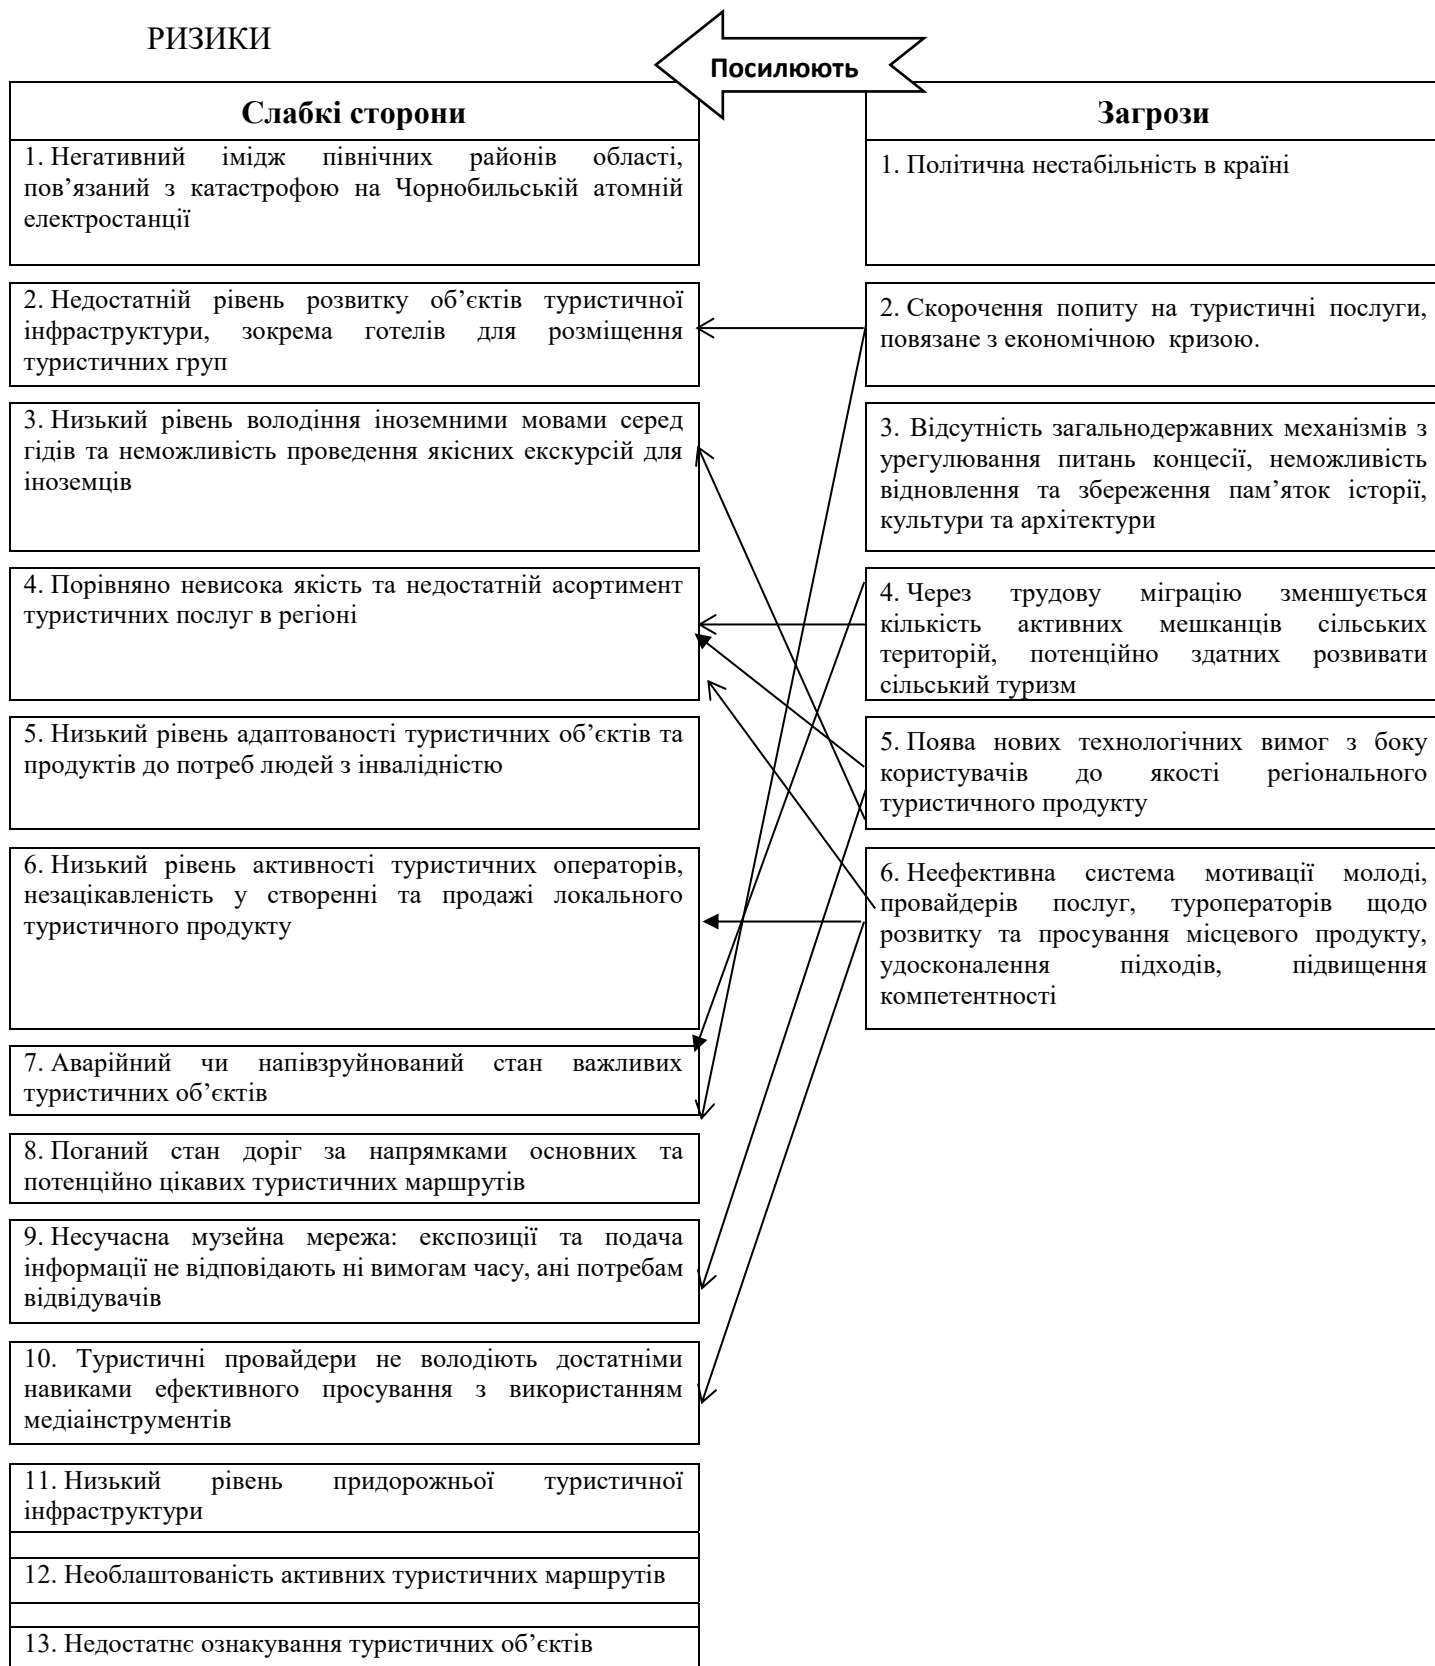 РИЗИКИ
Посилюють
Слабкі сторони
1. Негативний імідж північних районів області,
пов’язаний з катастрофою на Чорнобильській атомній
електростанції
2. Недостатній рівень розвитку об’єктів туристичної
інфраструктури, зокрема готелів для розміщення
туристичних груп
3. Низький рівень володіння іноземними мовами серед
гідів та неможливість проведення якісних екскурсій для
іноземців
4. Порівняно невисока якість та недостатній асортимент
туристичних послуг в регіоні
5. Низький рівень адаптованості туристичних об’єктів та
продуктів до потреб людей з інвалідністю
6. Низький рівень активності туристичних операторів,
незацікавленість у створенні та продажі локального
туристичного продукту
7. Аварійний чи напівзруйнований стан важливих
туристичних об’єктів
8. Поганий стан доріг за напрямками основних та
потенційно цікавих туристичних маршрутів
9. Несучасна музейна мережа: експозиції та подача
інформації не відповідають ні вимогам часу, ані потребам
відвідувачів
10. Туристичні провайдери не володіють достатніми
навиками ефективного просування з використанням
медіаінструментів
11. Низький рівень придорожньої туристичної
інфраструктури
12. Необлаштованість активних туристичних маршрутів
13. Недостатнє ознакування туристичних об’єктів
Загрози
1. Політична нестабільність в країні
2. Скорочення попиту на туристичні послуги,
повязане з економічною кризою.
3. Відсутність загальнодержавних механізмів з
урегулювання питань концесії, неможливість
відновлення та збереження пам’яток історії,
культури та архітектури
4. Через трудову міграцію зменшується
кількість активних мешканців сільських
територій, потенційно здатних розвивати
сільський туризм
5. Поява нових технологічних вимог з боку
користувачів до якості регіонального
туристичного продукту
6. Неефективна система мотивації молоді,
провайдерів послуг, туроператорів щодо
розвитку та просування місцевого продукту,
удосконалення підходів, підвищення
компетентності